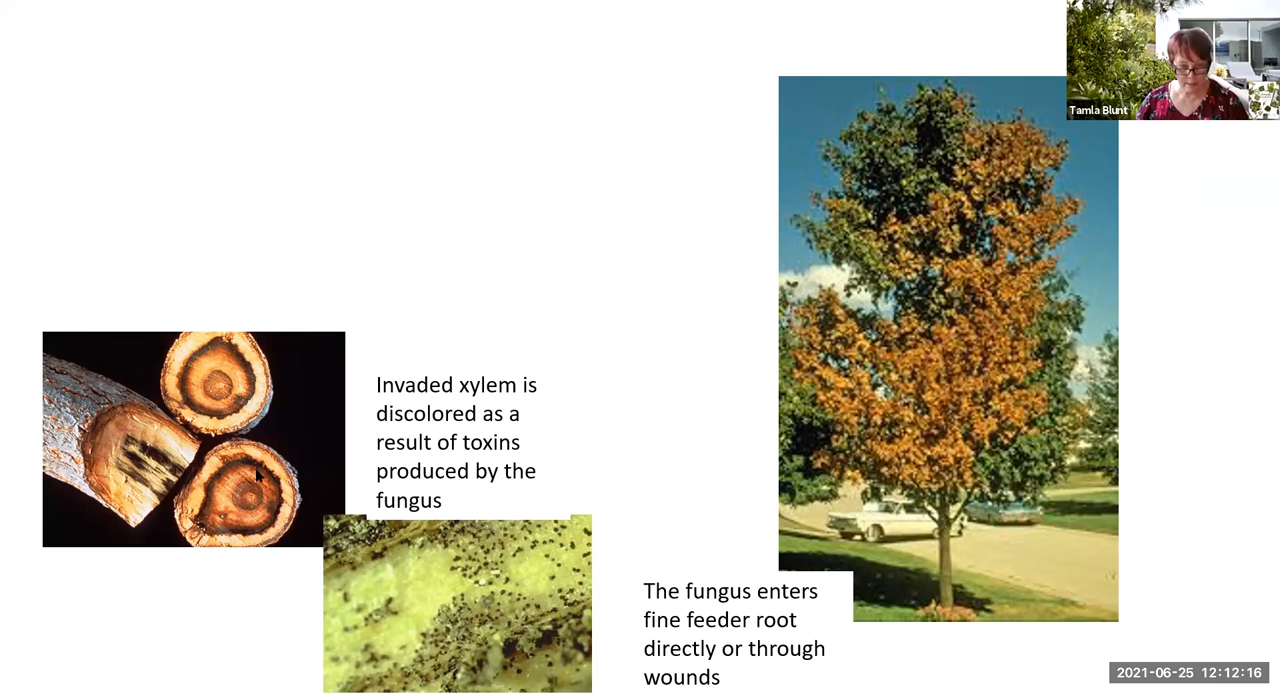 Tamla Blunt
Invaded xylem is
discolored as a
result of toxins
produced by the
fungus
The fungus enters
fine feeder root
directly or through
wounds
2021-06-25 12:12:16